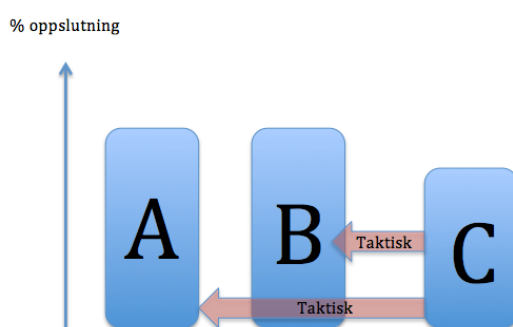 % oppslutning
A
B
C
Taktisk
Taktisk